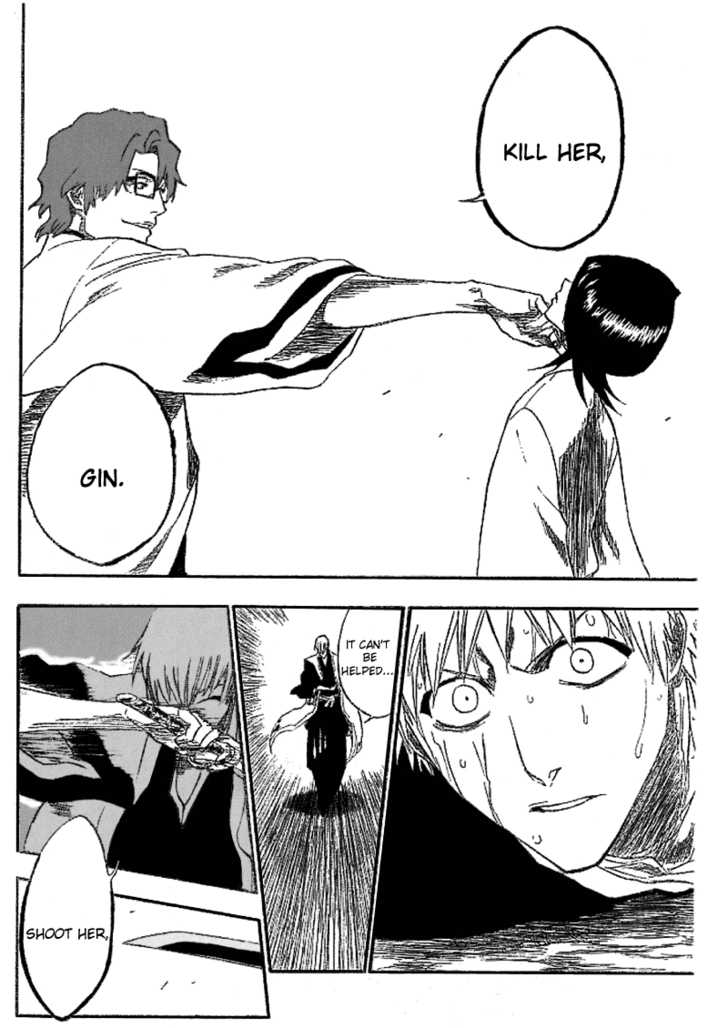 KILL HER,
GIN.
IT CAN'T
BE
HELPED...
SHOOT HER,